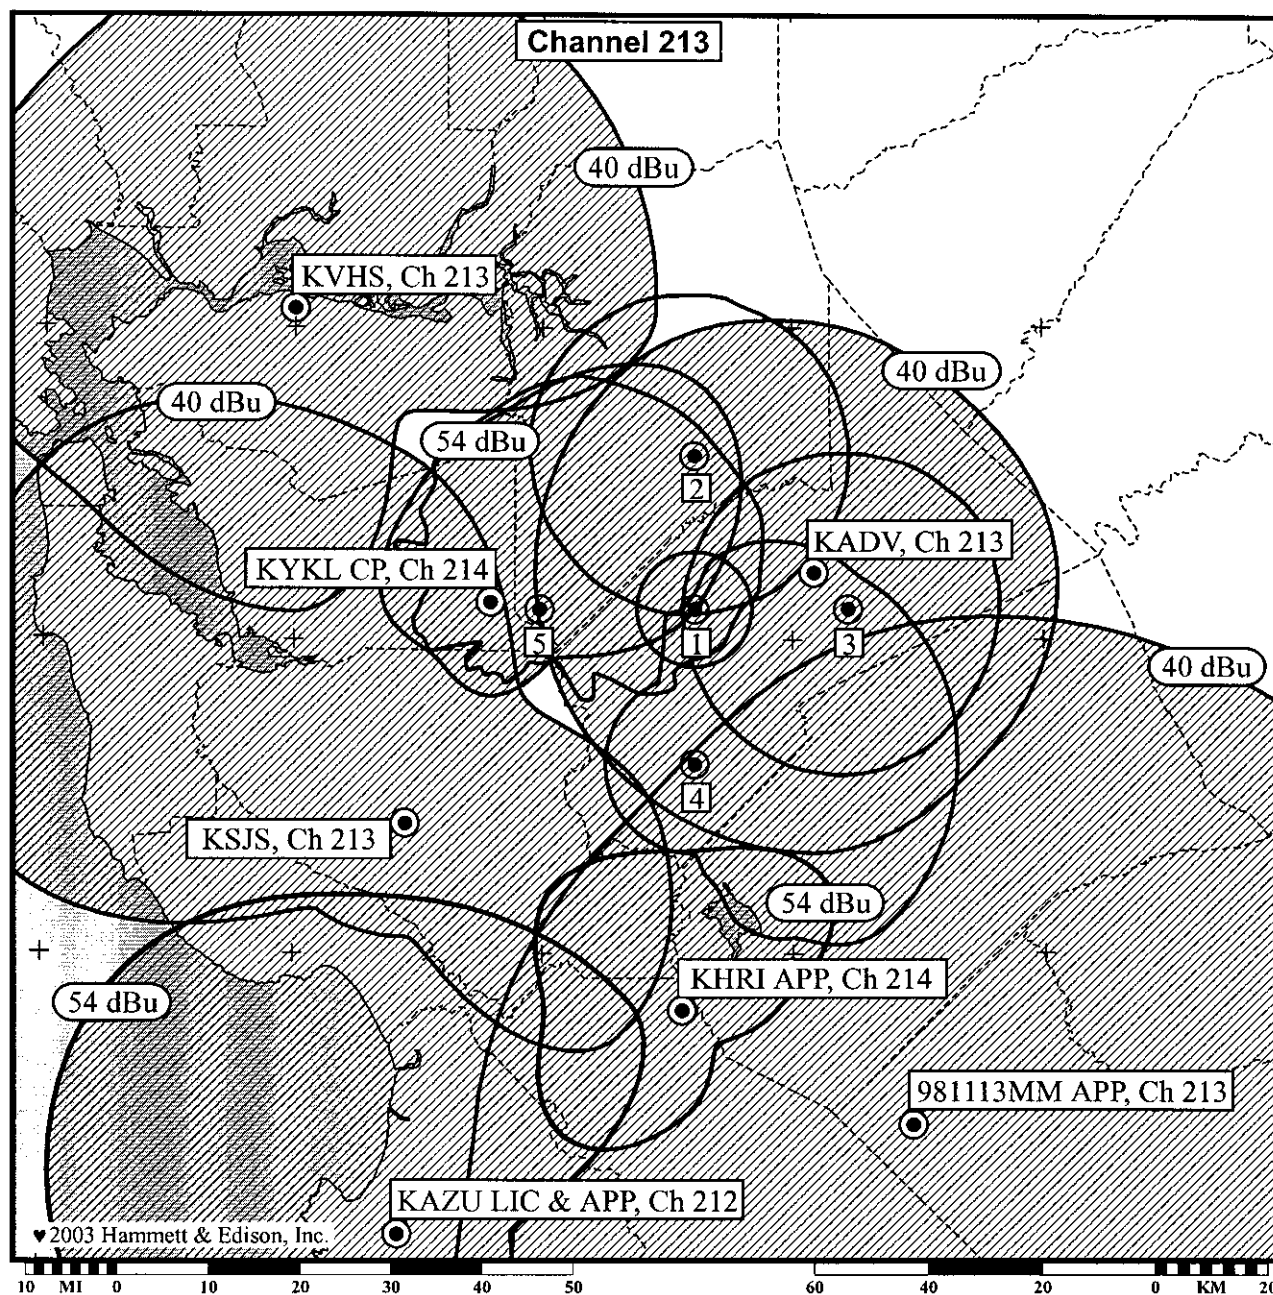 Channel 213
40 dBu
KVHS, Ch 213
40 dBu
40 dBu
54 dBu
2
KADV, Ch 213
KYKL CP, Ch 214
5
1
3
40 dBu
4
KSJS, Ch 213
54 dBu
KHRI APP, Ch 214
54 dBu
981113MM APP, Ch 213
KAZU LIC & APP, Ch 212
♥2003 Hammett & Edison, Inc.
10 MI 0 10 20 30 40 50 60 40 20 0 KM 20